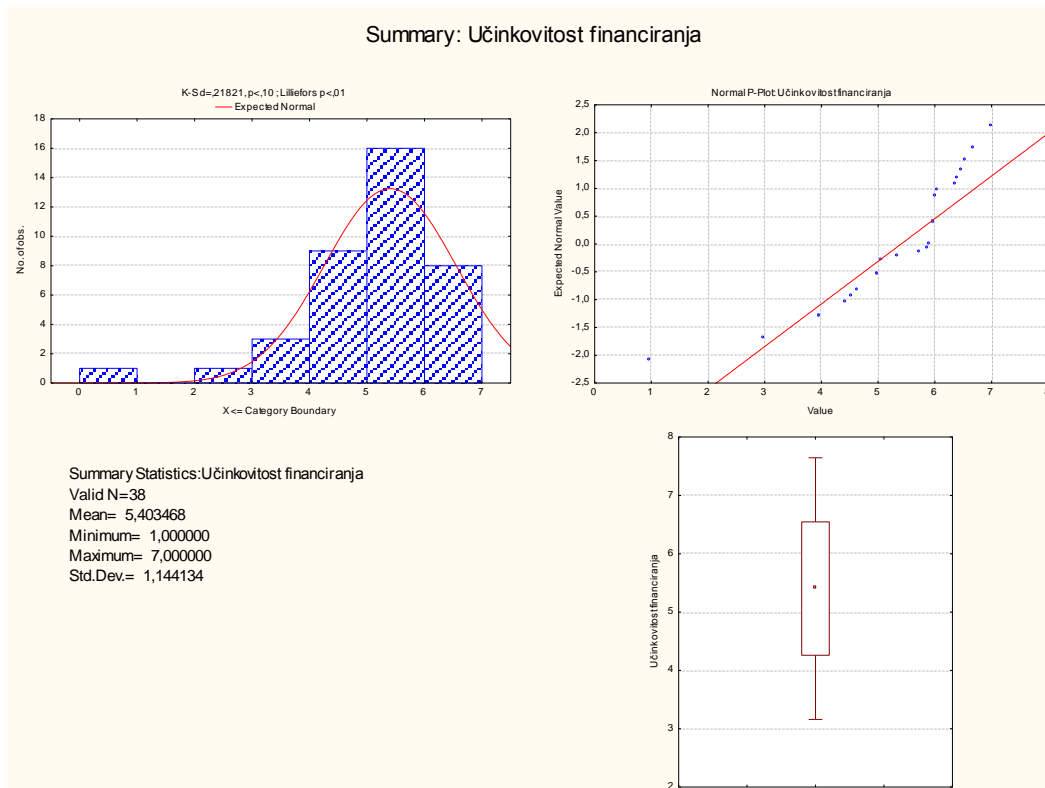 Summary: Učinkovitost financiranja
K-S d=,21821, p<,10 ; Lilliefors p<,01
Expected Normal
18
16
14
12
10
8
6
4
2
0
No. of obs.
0 1 2 3 4 5 6 7
X <= Category Boundary
Normal P-Plot: Učinkovitost financiranja
2,5
2,0
1,5
1,0
0,5
0,0
-0,5
-1,0
-1,5
-2,0
-2,5
Expected Normal Value
0 1 2 3 4 5 6 7 8
Value
Summary Statistics:Učinkovitost financiranja
Valid N=38
Mean= 5,403468
Minimum= 1,000000
Maximum= 7,000000
Std.Dev.= 1,144134
8
7
6
5
4
3
2
Učinkovitost financiranja